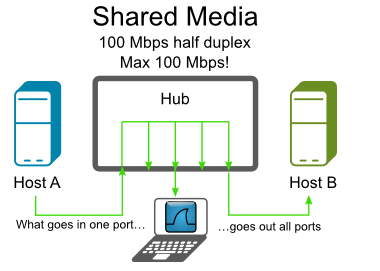 Shared Media
100 Mbps half duplex
Max 100 Mbps!
Hub
Host A
Host B
What goes in one port…
…goes out all ports